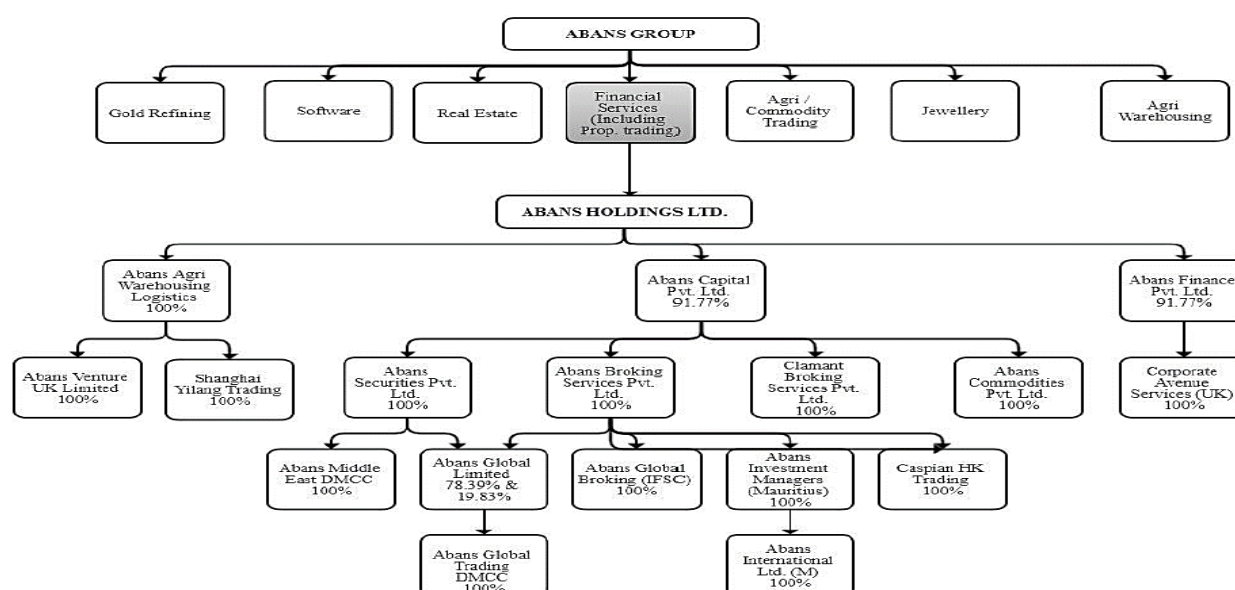 ABANS GROUP
Gold Refining
Software
Real Estate
Financial
Services
(Including
Prop. trading)
Agri /
Commodity
Trading
Jewellery
Agri
Warehousing
ABANS HOLDINGS LTD.
Abans Agri
Warehousing
Logistics
100%
Abans Capital
Pvt. Ltd.
91.77%
Abans Finance
Pvt. Ltd.
91.77%
Abans Venture
UK Limited
100%
Shanghai
Yilang Trading
100%
Abans
Securities Pvt.
Ltd.
100%
Abans Broking
Services Pvt.
Ltd.
100%
Clamant
Broking
Services Pvt.
Ltd.
100%
Abans
Commodities
Pvt. Ltd.
100%
Corporate
Avenue
Services (UK)
100%
Abans Middle
East DMCC
100%
Abans Global
Limited
78.39% &
19.83%
Abans Global
Broking (IFSC)
100%
Abans
Investment
Managers
(Mauritius)
100%
Caspian HK
Trading
100%
Abans Global
Trading
DMCC
100%
Abans
International
Ltd. (M)
100%